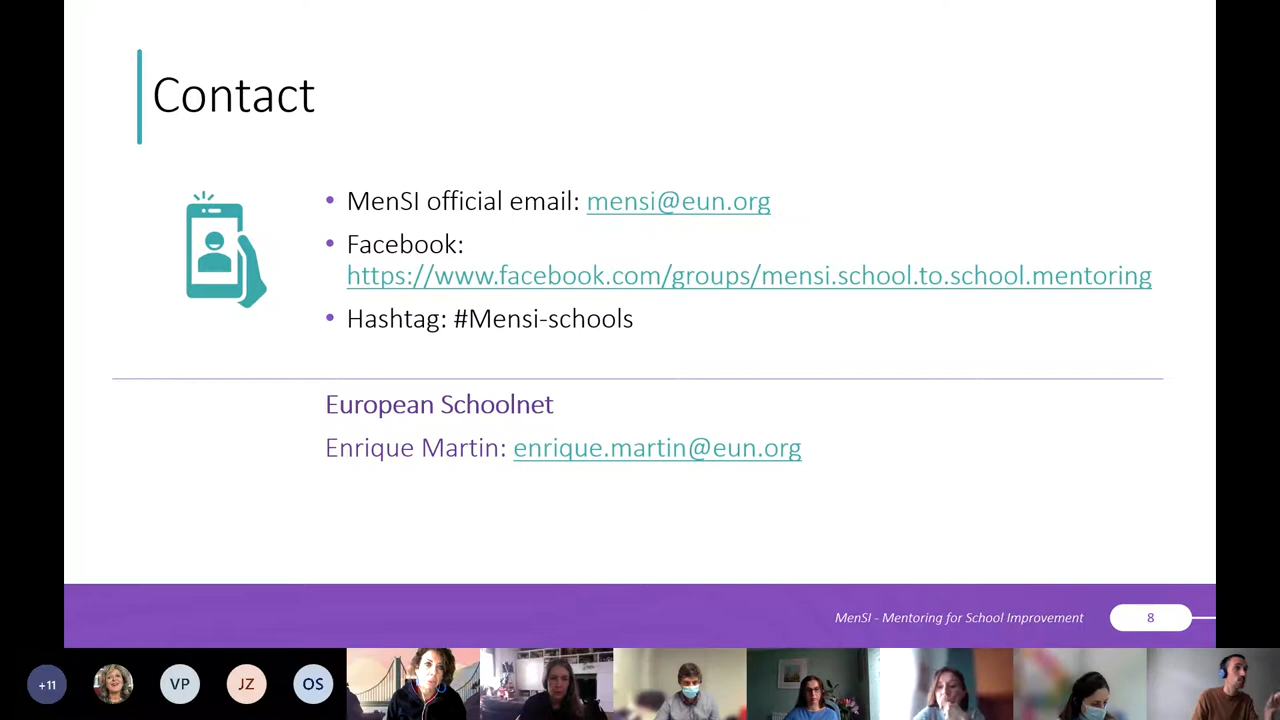 Contact
• MenSI official email: mensi@eun.org
• Facebook:
https://www.facebook.com/groups/mensi.school.to.school.mentoring
• Hashtag: #Mensi-schools
European Schoolnet
Enrique Martin: enrique.martin@eun.org
MenSI - Mentoring for School Improvement
8
+11
VP
JZ
OS